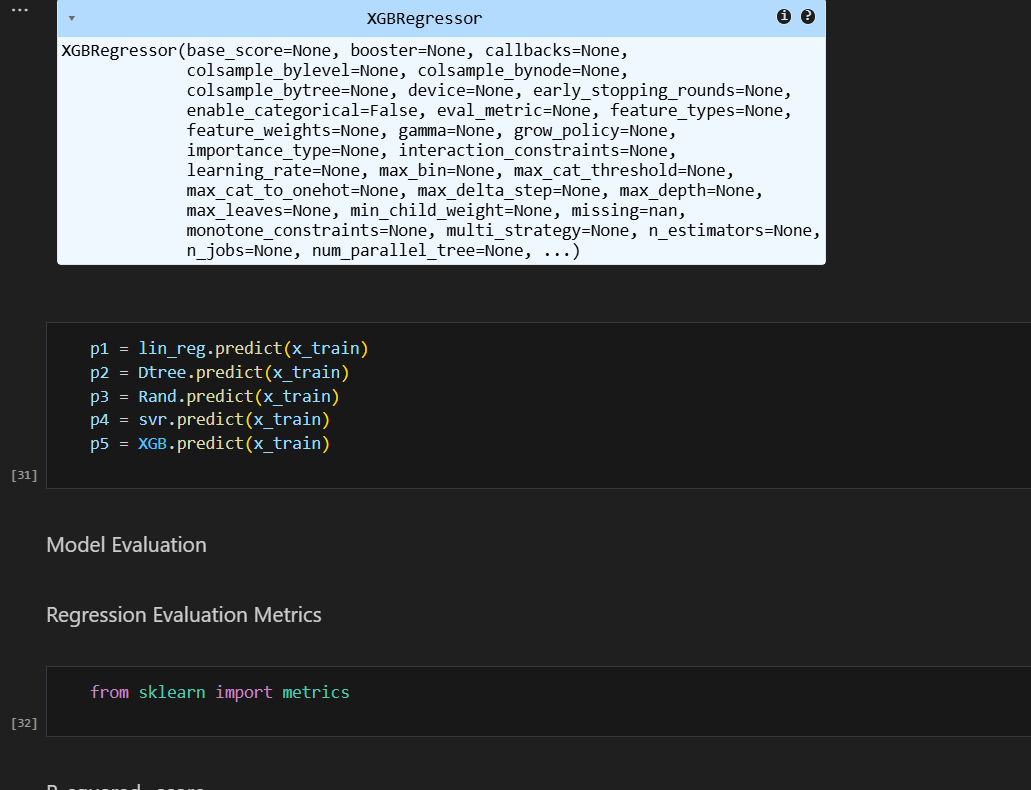 ...
XGBRegressor
XGBRegressor(base_score=None, booster=None, callbacks=None,
colsample_bylevel=None, colsample_bynode=None,
colsample_bytree=None, device=None, early_stopping_rounds=None,
enable_categorical=False, eval_metric=None, feature_types=None,
feature_weights=None, gamma=None, grow_policy=None,
importance_type=None, interaction_constraints=None,
learning_rate=None, max_bin=None, max_cat_threshold=None,
max_cat_to_onehot=None, max_delta_step=None, max_depth=None,
max_leaves=None, min_child_weight=None, missing=nan,
monotone_constraints=None, multi_strategy=None, n_estimators=None,
n_jobs=None, num_parallel_tree=None, ...)
p1 = lin_reg.predict(x_train)
p2 = Dtree.predict(x_train)
p3 = Rand.predict(x_train)
p4 = svr.predict(x_train)
p5 = XGB.predict(x_train)
[31]
Model Evaluation
Regression Evaluation Metrics
from sklearn import metrics
[32]